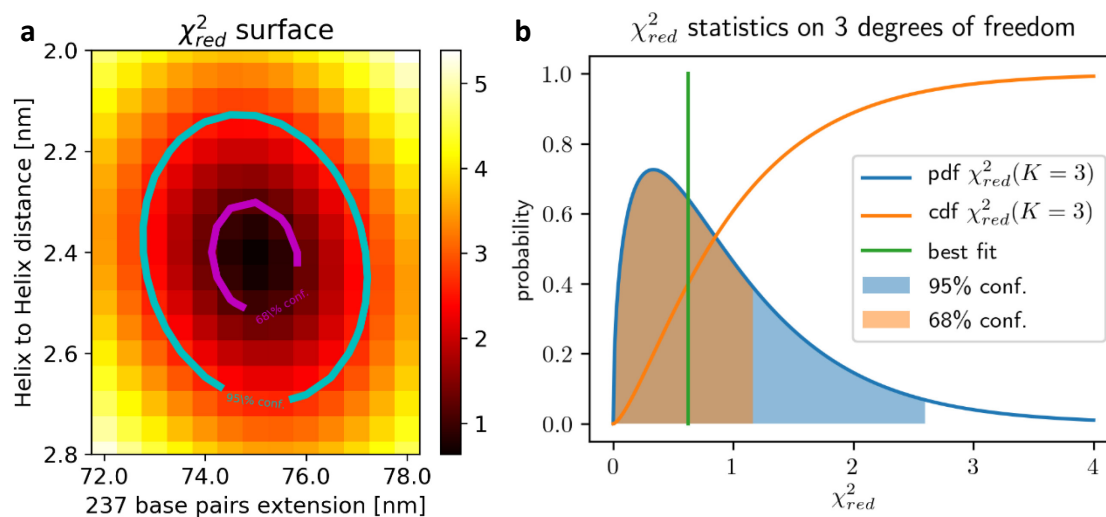 a
χ²red surface
Helix to Helix distance [nm]
2.0
2.2
2.4
2.6
2.8
68\% conf.
95\% conf.
72.0 74.0 76.0 78.0
237 base pairs extension [nm]
5
4
3
2
1
b
χ²red statistics on 3 degrees of freedom
probability
1.0
0.8
0.6
0.4
0.2
0.0
pdf χ²red(K = 3)
cdf χ²red(K = 3)
best fit
95% conf.
68% conf.
0 1 2 3 4
χ²red